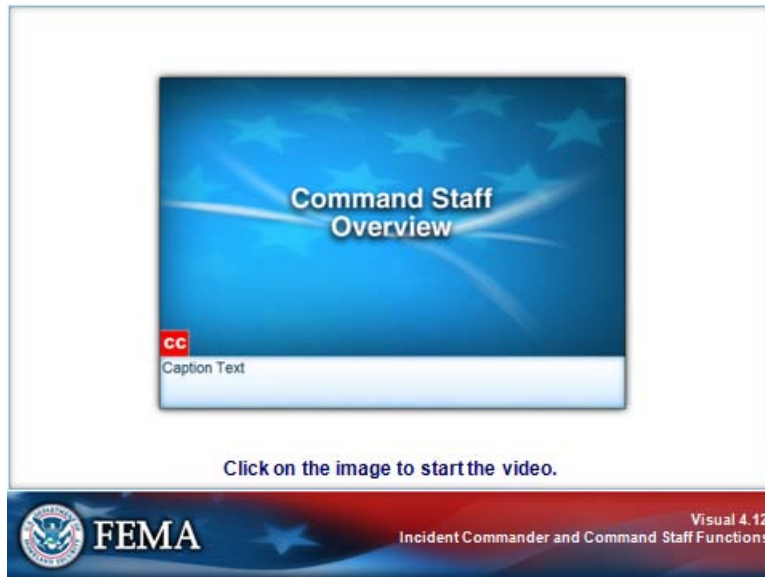 Command Staff
Overview
CC
Caption Text
Click on the image to start the video.
FEMA
Visual 4.12
Incident Commander and Command Staff Functions